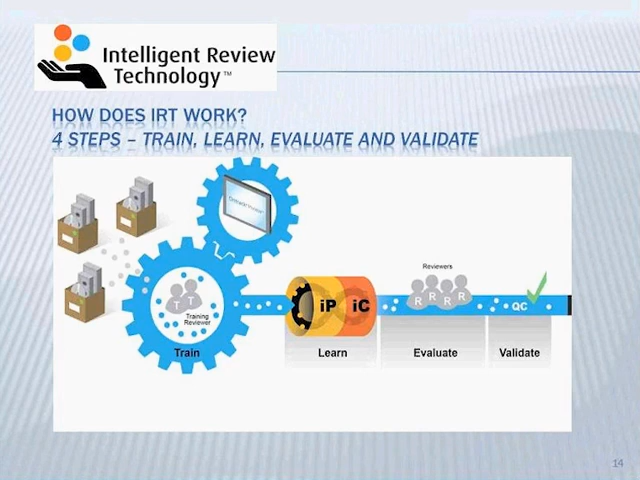 Intelligent Review
Technology™
HOW DOES IRT WORK?
4 STEPS – TRAIN, LEARN, EVALUATE AND VALIDATE
Reviewers
R R R R
T T
iP iC
QC
Training
Reviewer
Train
Learn
Evaluate
Validate
14